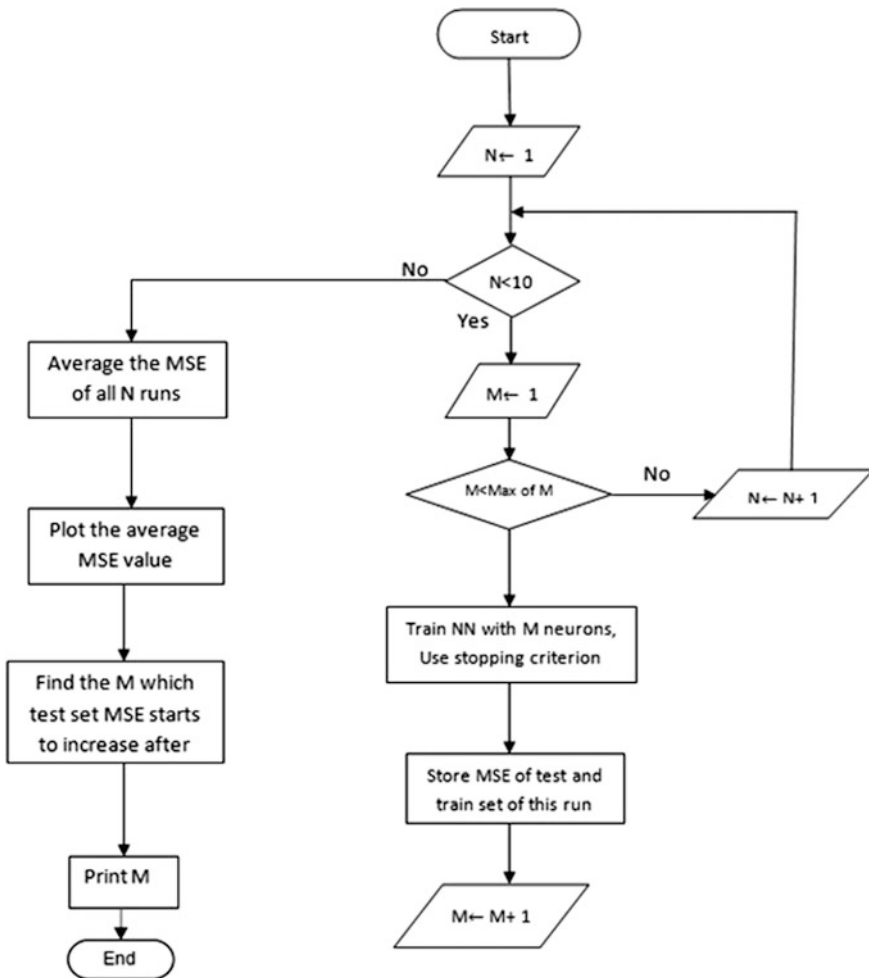 Start
N← 1
N<10
No
Yes
M← 1
M<Max of M
No
N← N+ 1
Train NN with M neurons,
Use stopping criterion
Store MSE of test and
train set of this run
M← M+ 1
Average the MSE
of all N runs
Plot the average
MSE value
Find the M which
test set MSE starts
to increase after
Print M
End